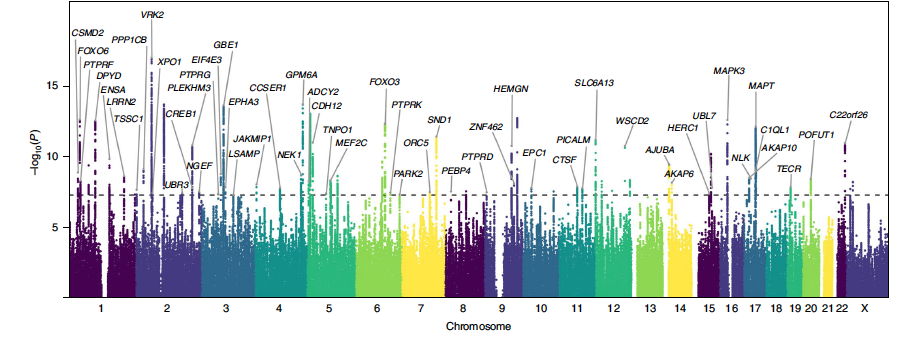 VRK2
CSMD2
PPP1CB
GBE1
FOXO6
XPO1
EIF4E3
PTPRF
DPYD
PTPRG
GPM6A
FOXO3
SLC6A13
MAPK3
ENSA
PLEKHM3
CCSER1
ADCY2
HEMGN
MAPT
LRRN2
EPHA3
CDH12
PTPRK
TSSC1
CREB1
SND1
ZNF462
WSCD2
UBL7
C22orf26
JAKMIP1
TNPO1
PICALM
HERC1
C1QL1
POFUT1
LSAMP
NEK1
MEF2C
ORC5
PTPRD
EPC1
CTSF
AJUBA
NLK
AKAP10
NGEF
UBR3
PARK2
PEBP4
AKAP6
TECR
15
10
5
−log10(P)
1 2 3 4 5 6 7 8 9 10 11 12 13 14 15 16 17 18 19 20 21 22 X
Chromosome